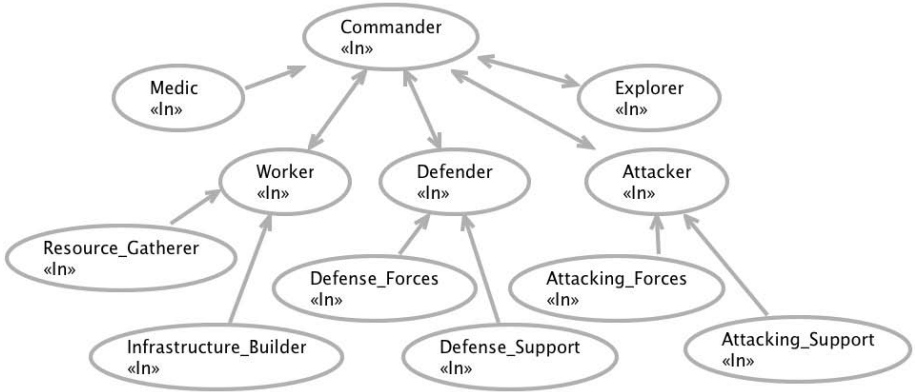 Commander
«In»
Medic
«In»
Explorer
«In»
Worker
«In»
Defender
«In»
Attacker
«In»
Resource_Gatherer
«In»
Defense_Forces
«In»
Attacking_Forces
«In»
Infrastructure_Builder
«In»
Defense_Support
«In»
Attacking_Support
«In»